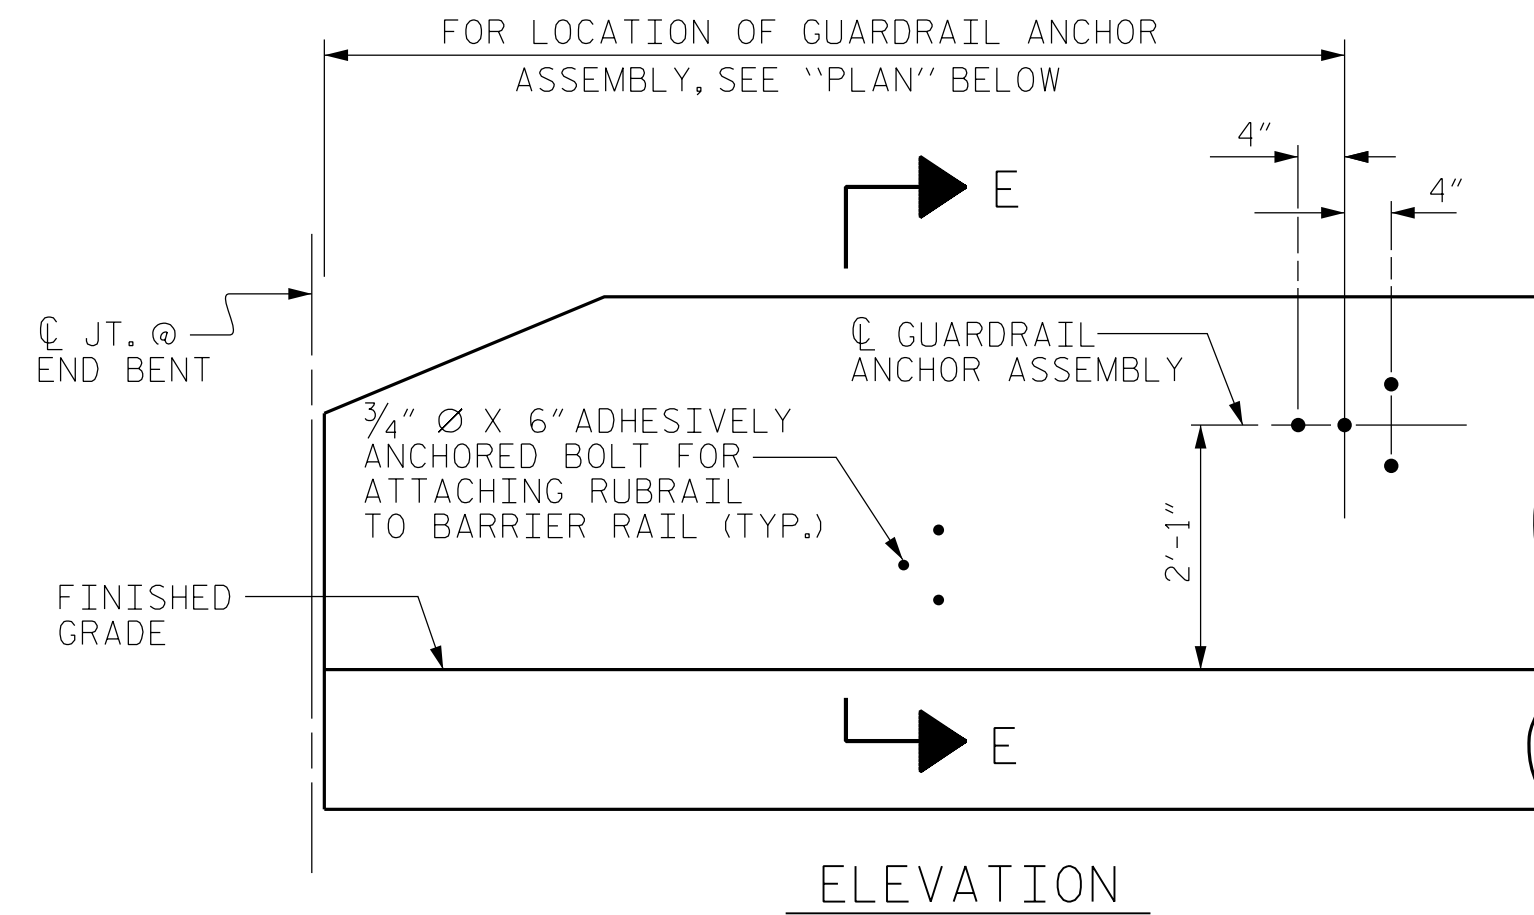 FOR LOCATION OF GUARDRAIL ANCHOR
ASSEMBLY, SEE ‵‵PLAN″ BELOW
4″
4″
E
℄ JT. @
END BENT
℄ GUARDRAIL
ANCHOR ASSEMBLY
3/4″ Ø X 6″ ADHESIVELY
ANCHORED BOLT FOR
ATTACHING RUBRAIL
TO BARRIER RAIL (TYP.)
2′-1″
FINISHED
GRADE
E
ELEVATION